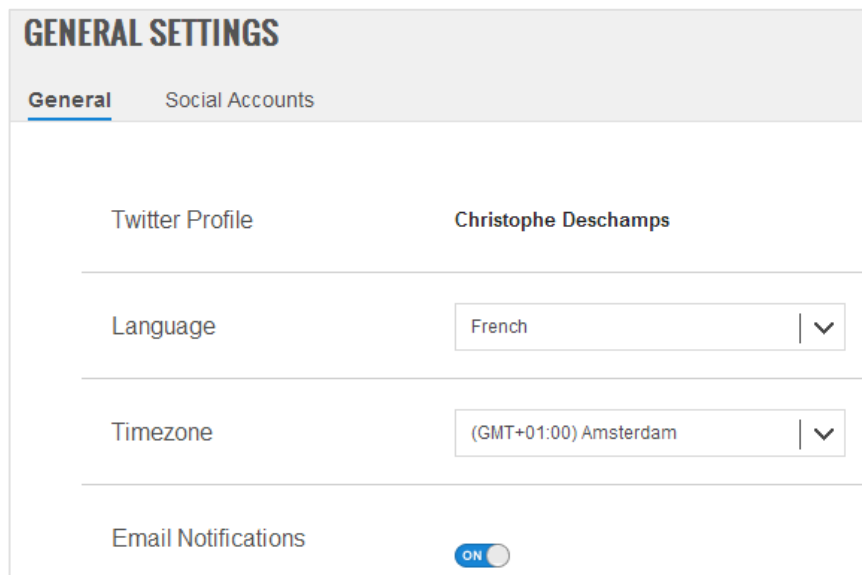 GENERAL SETTINGS
General Social Accounts
Twitter Profile Christophe Deschamps
Language French
Timezone (GMT+01:00) Amsterdam
Email Notifications ON